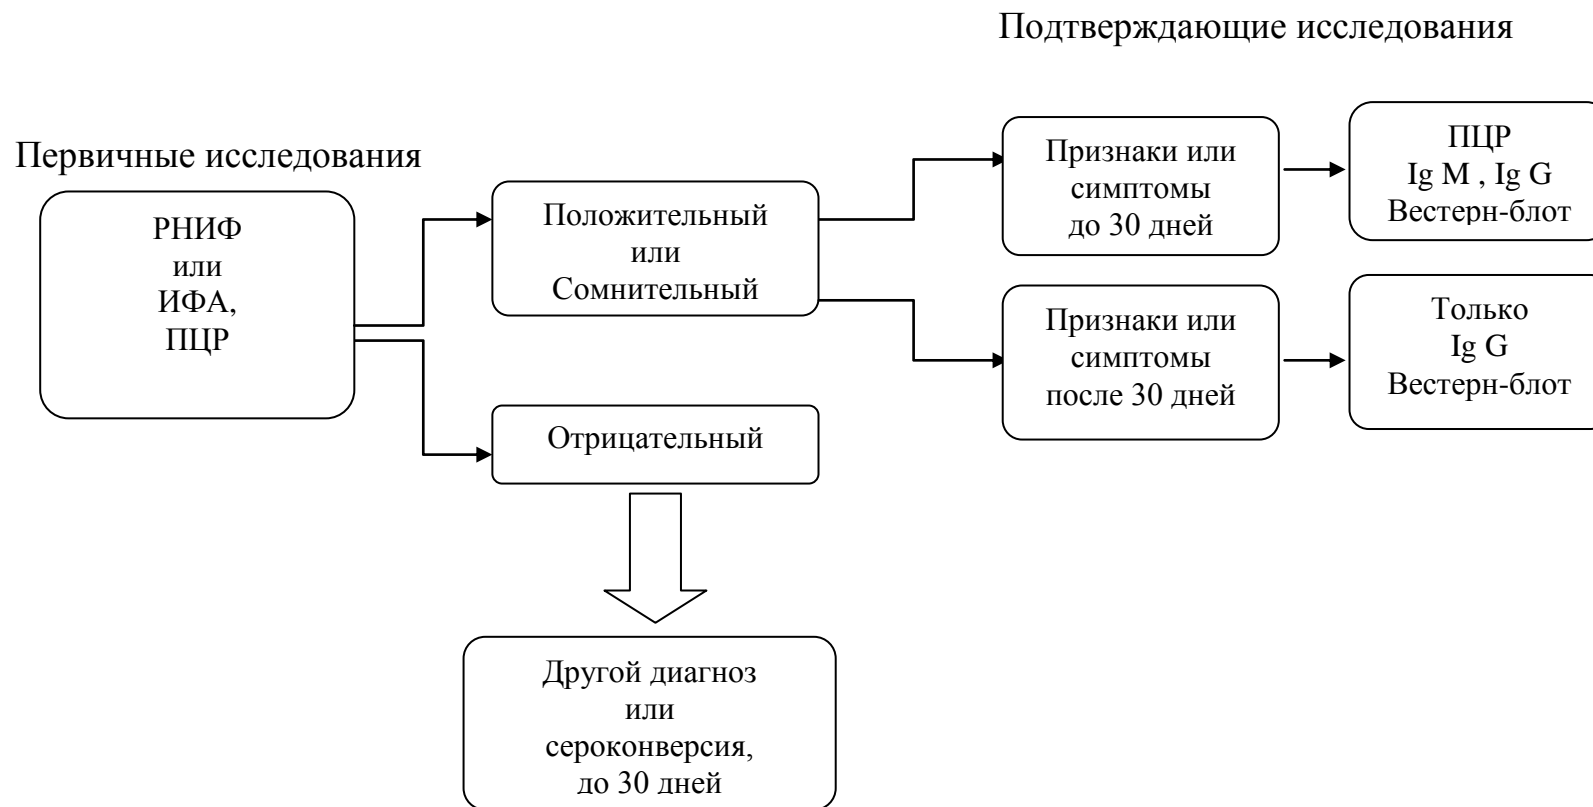 Подтверждающие исследования
Первичные исследования
РНИФ
или
ИФА,
ПЦР
Положительный
или
Сомнительный
Отрицательный
Другой диагноз
или
сероконверсия,
до 30 дней
Признаки или
симптомы
до 30 дней
ПЦР
Ig M , Ig G
Вестерн-блот
Признаки или
симптомы
после 30 дней
Только
Ig G
Вестерн-блот